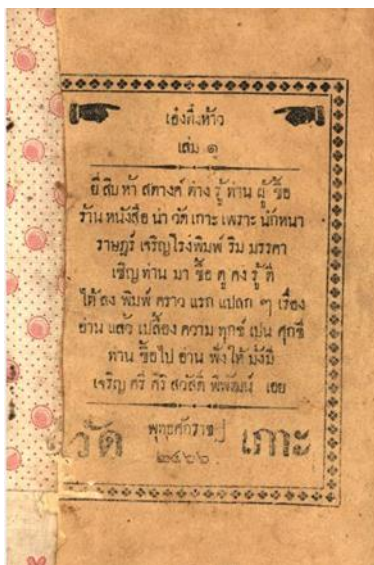 เอ๋งติ๋งห้าว
เล่ม ๑
ยี่สิบห้า สตางค์ ต่าง รู้ ท่าน ผู้ ซื้อ
ร้าน หนังสือ น่า วัด เกาะ เพราะ นักหนา
ราษฎร์ เจริญ โรงพิมพ์ ริม มรรคา
เชิญ ท่าน มา ซื้อ ดู คง รู้ ดี
ได้ ลง พิมพ์ คราว แรก แปลก ๆ เรื่อง
อ่าน แล้ว เปลื้อง ความ ทุกข์ เปน ศุกขี
ท่าน ซื้อ ไป อ่าน ฟัง ให้ มั่งมี
เจริญ ศรี ศิริ สวัสดิ์ พิพัฒน์ เอย
วัด พุทธศักราช เกาะ
๒๔๖๖